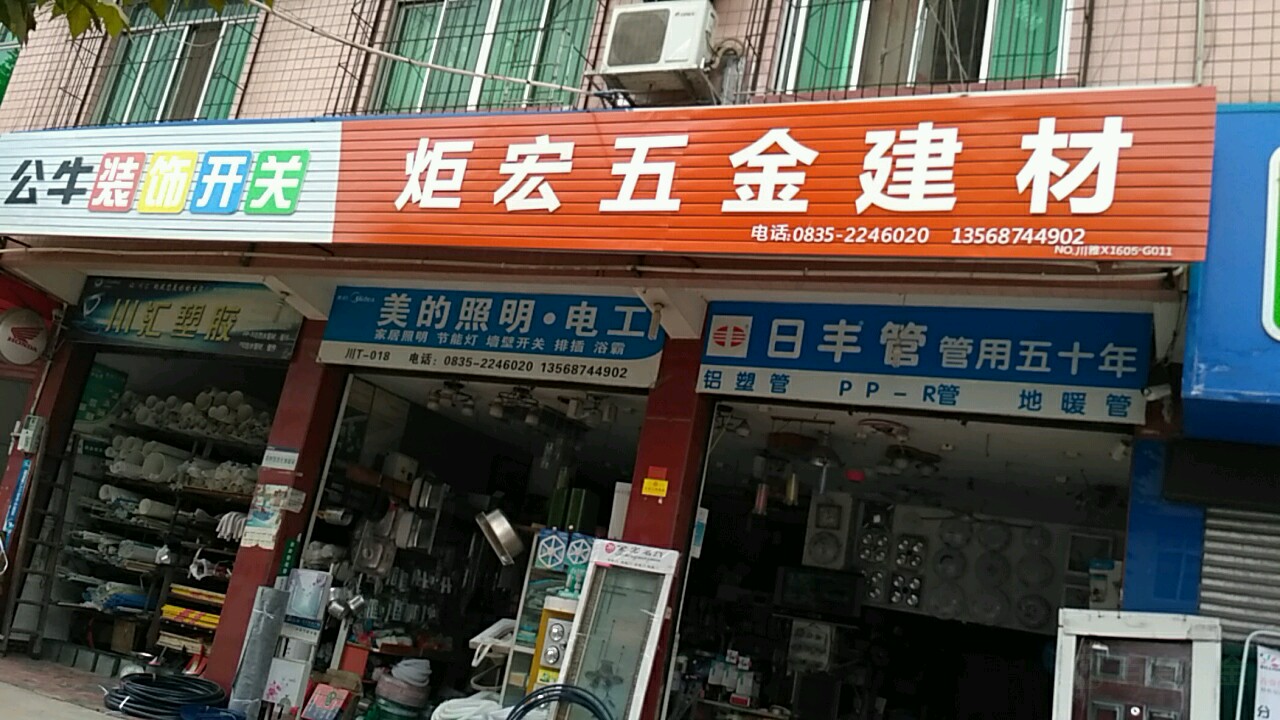 公牛装饰开关
炬宏五金建材
电话:0835-2246020 13568744902
NO.川雅X1605-G011
川汇塑胶
美的照明·电工
家居照明 节能灯 墙壁开关 排插 浴霸
川T-018 电话：0835-2246020 13568744902
日丰管 管用五十年
铝塑管 PP-R管 地暖管
HONDA